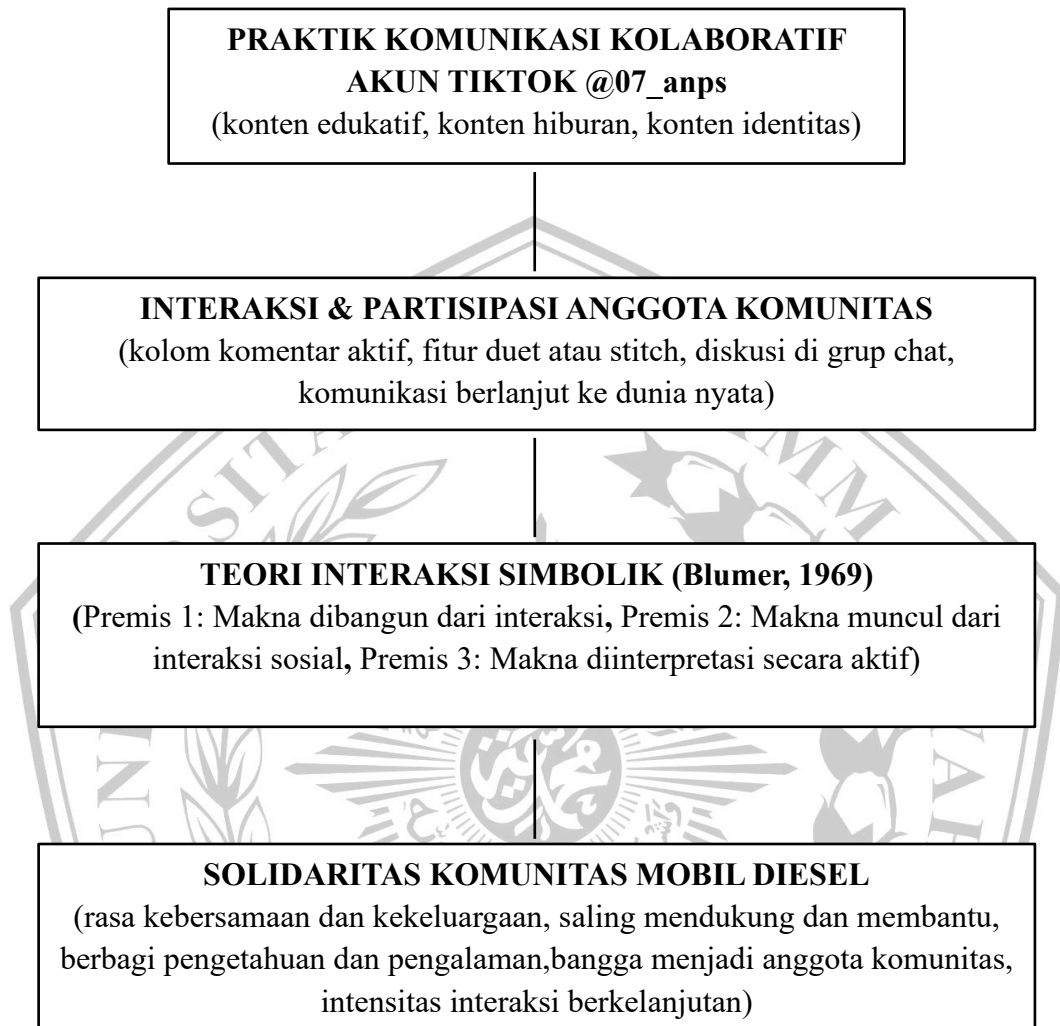 PRAKTIK KOMUNIKASI KOLABORATIF
AKUN TIKTOK @07_anps
(konten edukatif, konten hiburan, konten identitas)
INTERAKSI & PARTISIPASI ANGGOTA KOMUNITAS
(kolom komentar aktif, fitur duet atau stitch, diskusi di grup chat,
komunikasi berlanjut ke dunia nyata)
TEORI INTERAKSI SIMBOLIK (Blumer, 1969)
(Premis 1: Makna dibangun dari interaksi, Premis 2: Makna muncul dari
interaksi sosial, Premis 3: Makna diinterpretasi secara aktif)
SOLIDARITAS KOMUNITAS MOBIL DIESEL
(rasa kebersamaan dan kekeluargaan, saling mendukung dan membantu,
berbagi pengetahuan dan pengalaman,bangga menjadi anggota komunitas,
intensitas interaksi berkelanjutan)